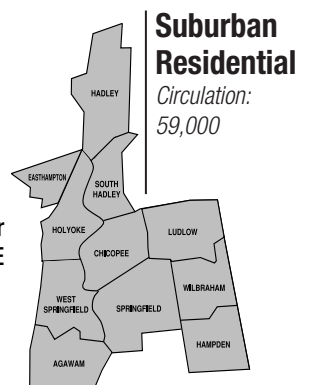 Suburban
Residential
Circulation:
59,000
HADLEY
EASTHAMPTON
SOUTH
HADLEY
HOLYOKE
LUDLOW
CHICOPEE
r
E
WEST
SPRINGFIELD
SPRINGFIELD
WILBRAHAM
HAMPDEN
AGAWAM